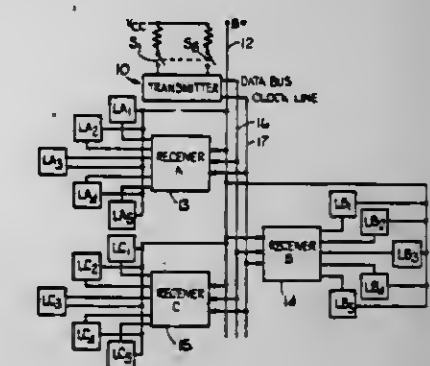 VCC
B+
S1
S8
12
10
TRANSMITTER
DATA BUS
CLOCK LINE
LA1
16
LA2
17
LA3
RECEIVER
A
LA4
LA5
13
LB1
LC1
LB2
LC2
RECEIVER
B
LB3
LC3
RECEIVER
C
LB4
14
LB5
LC4
15
LC5